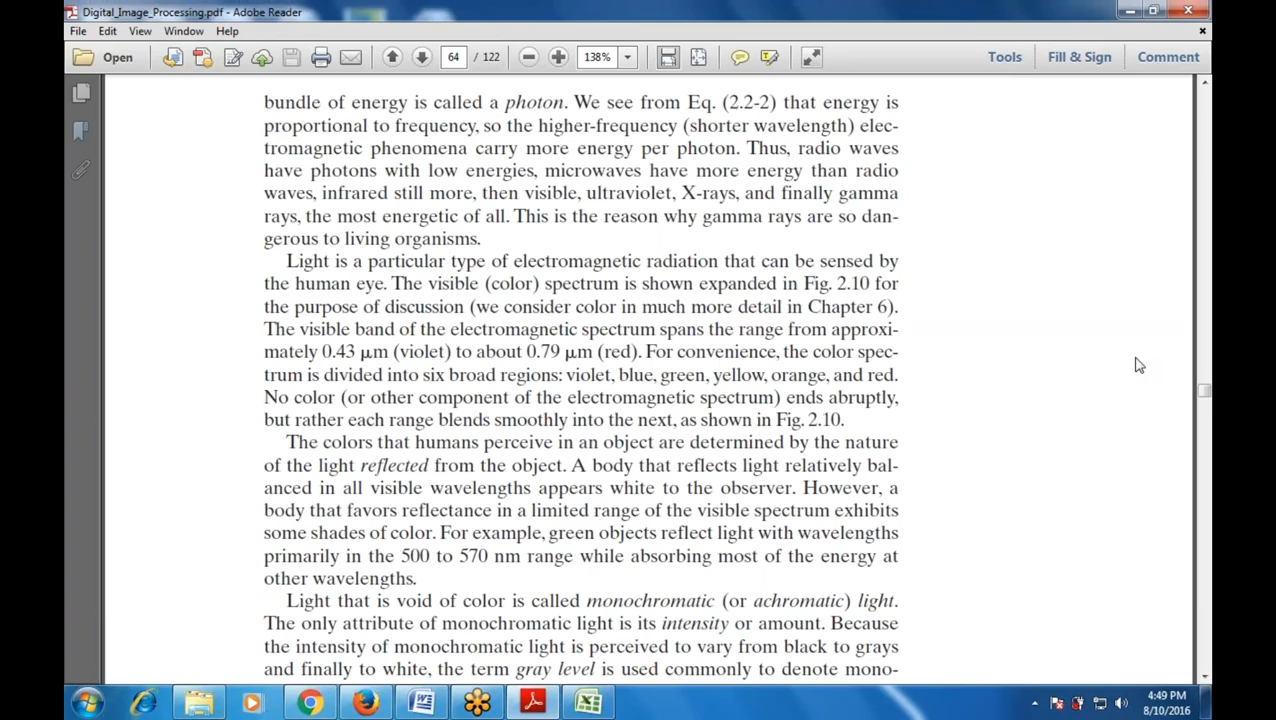 Digital_Image_Processing.pdf - Adobe Reader
File Edit View Window Help
Open 64 / 122 138% Tools Fill & Sign Comment
bundle of energy is called a photon. We see from Eq. (2.2-2) that energy is
proportional to frequency, so the higher-frequency (shorter wavelength) elec-
tromagnetic phenomena carry more energy per photon. Thus, radio waves
have photons with low energies, microwaves have more energy than radio
waves, infrared still more, then visible, ultraviolet, X-rays, and finally gamma
rays, the most energetic of all. This is the reason why gamma rays are so dan-
gerous to living organisms.
Light is a particular type of electromagnetic radiation that can be sensed by
the human eye. The visible (color) spectrum is shown expanded in Fig. 2.10 for
the purpose of discussion (we consider color in much more detail in Chapter 6).
The visible band of the electromagnetic spectrum spans the range from approxi-
mately 0.43 μm (violet) to about 0.79 μm (red). For convenience, the color spec-
trum is divided into six broad regions: violet, blue, green, yellow, orange, and red.
No color (or other component of the electromagnetic spectrum) ends abruptly,
but rather each range blends smoothly into the next, as shown in Fig. 2.10.
The colors that humans perceive in an object are determined by the nature
of the light reflected from the object. A body that reflects light relatively bal-
anced in all visible wavelengths appears white to the observer. However, a
body that favors reflectance in a limited range of the visible spectrum exhibits
some shades of color. For example, green objects reflect light with wavelengths
primarily in the 500 to 570 nm range while absorbing most of the energy at
other wavelengths.
Light that is void of color is called monochromatic (or achromatic) light.
The only attribute of monochromatic light is its intensity or amount. Because
the intensity of monochromatic light is perceived to vary from black to grays
and finally to white, the term gray level is used commonly to denote mono-
4:49 PM
8/10/2016